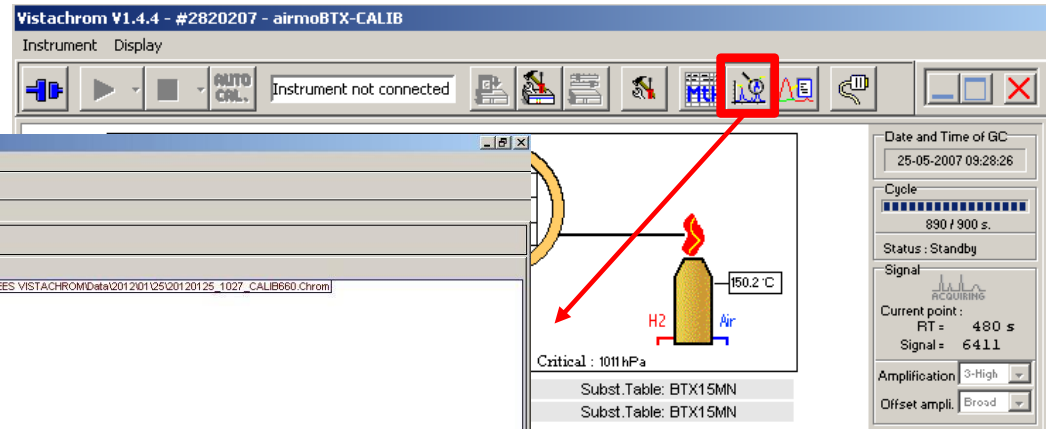 Vistachrom V1.4.4 - #2820207 - airmoBTX-CALIB
Instrument Display
AUTO
CAL.
Instrument not connected
Date and Time of GC
25-05-2007 09:28:26
Cycle
890 / 900 s.
Status : Standby
Signal
ACQUIRING
Current point :
RT = 480 s
Signal = 6411
Amplification 3-High
Offset ampli. Broad
EES VISTACHROM\Data\2012\01\25\20120125_1027_CALIB660.Chrom
150.2 °C
H2 Air
Critical : 1011 hPa
Subst.Table: BTX15MN
Subst.Table: BTX15MN